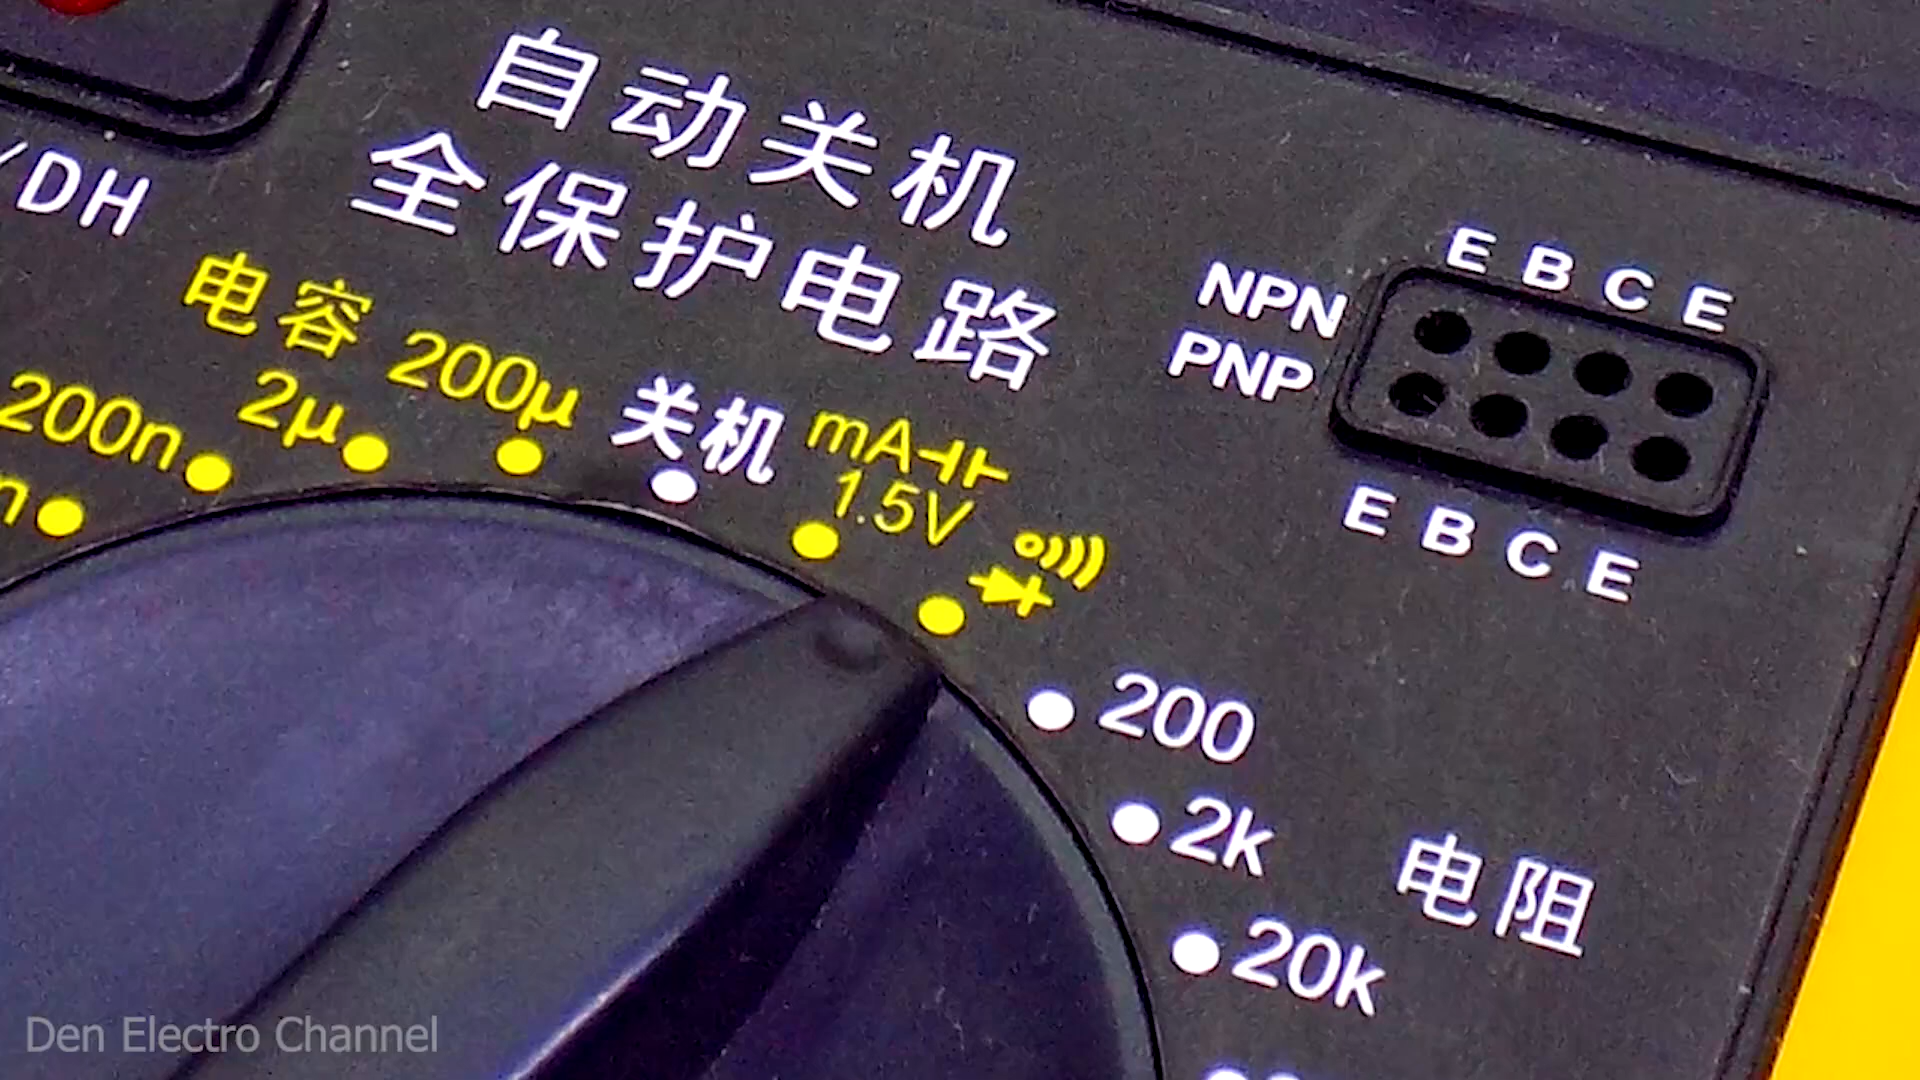 自动关机
全保护电路
/DH
电容
200n
2μ
200μ
关机
mA
1.5V
n
NPN
PNP
E B C E
E B C E
200
2k
电阻
20k
Den Electro Channel